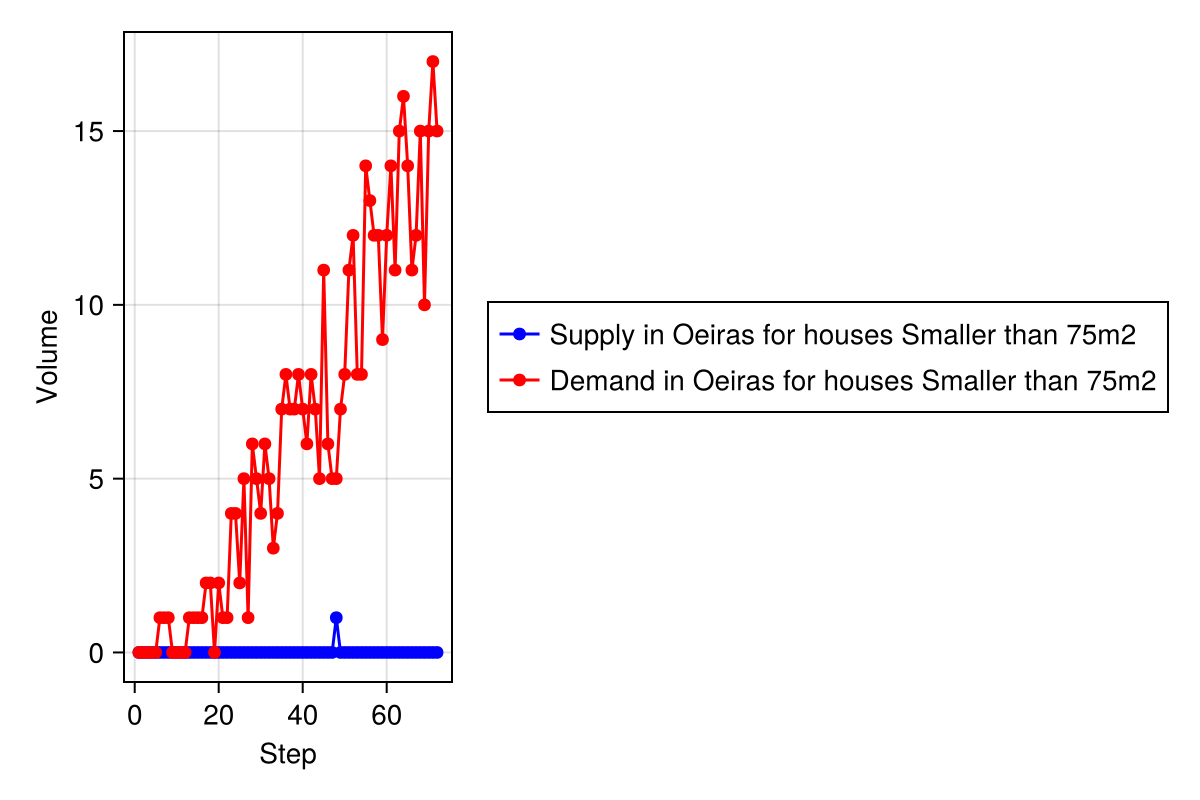 15
10
5
0
Volume
0 20 40 60
Step
Supply in Oeiras for houses Smaller than 75m2
Demand in Oeiras for houses Smaller than 75m2